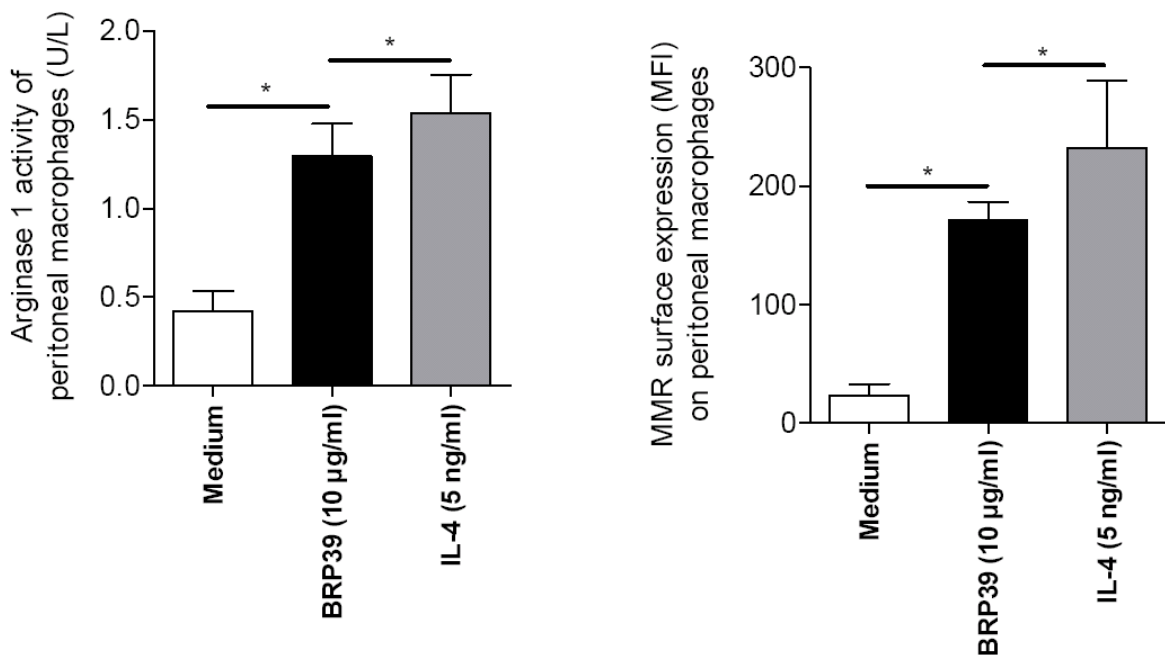 Arginase 1 activity of
peritoneal macrophages (U/L)
2.0
1.5
1.0
0.5
0.0
*
*
Medium
BRP39 (10 µg/ml)
IL-4 (5 ng/ml)
MMR surface expression (MFI)
on peritoneal macrophages
300
200
100
0
*
*
Medium
BRP39 (10 µg/ml)
IL-4 (5 ng/ml)